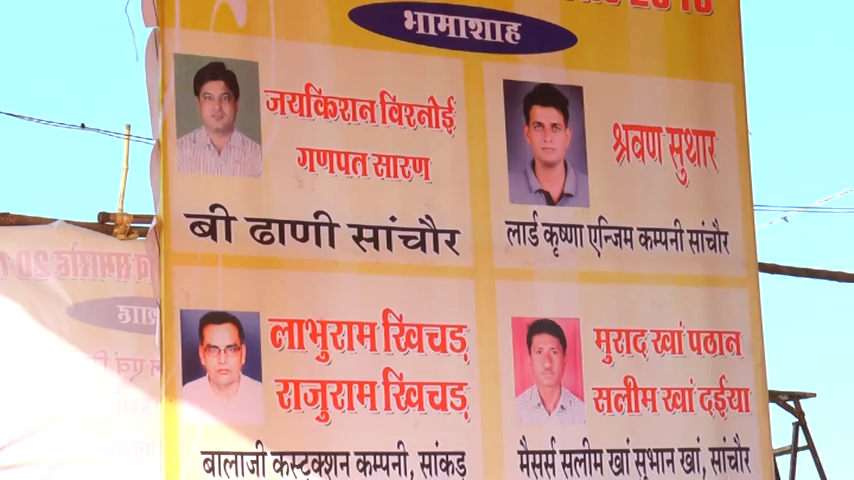 भामाशाह
जयकिशन विश्नोई
गणपत सारण
बी ढाणी सांचौर
श्रवण सुथार
लार्ड कृष्णा एन्जिम कम्पनी सांचौर
लाभुराम खिचड़
राजुराम खिचड़
बालाजी कस्ट्रक्शन कम्पनी, सांकड़
मुराद खां पठान
सलीम खां दईया
मैसर्स सलीम खां सुभान खां, सांचौर